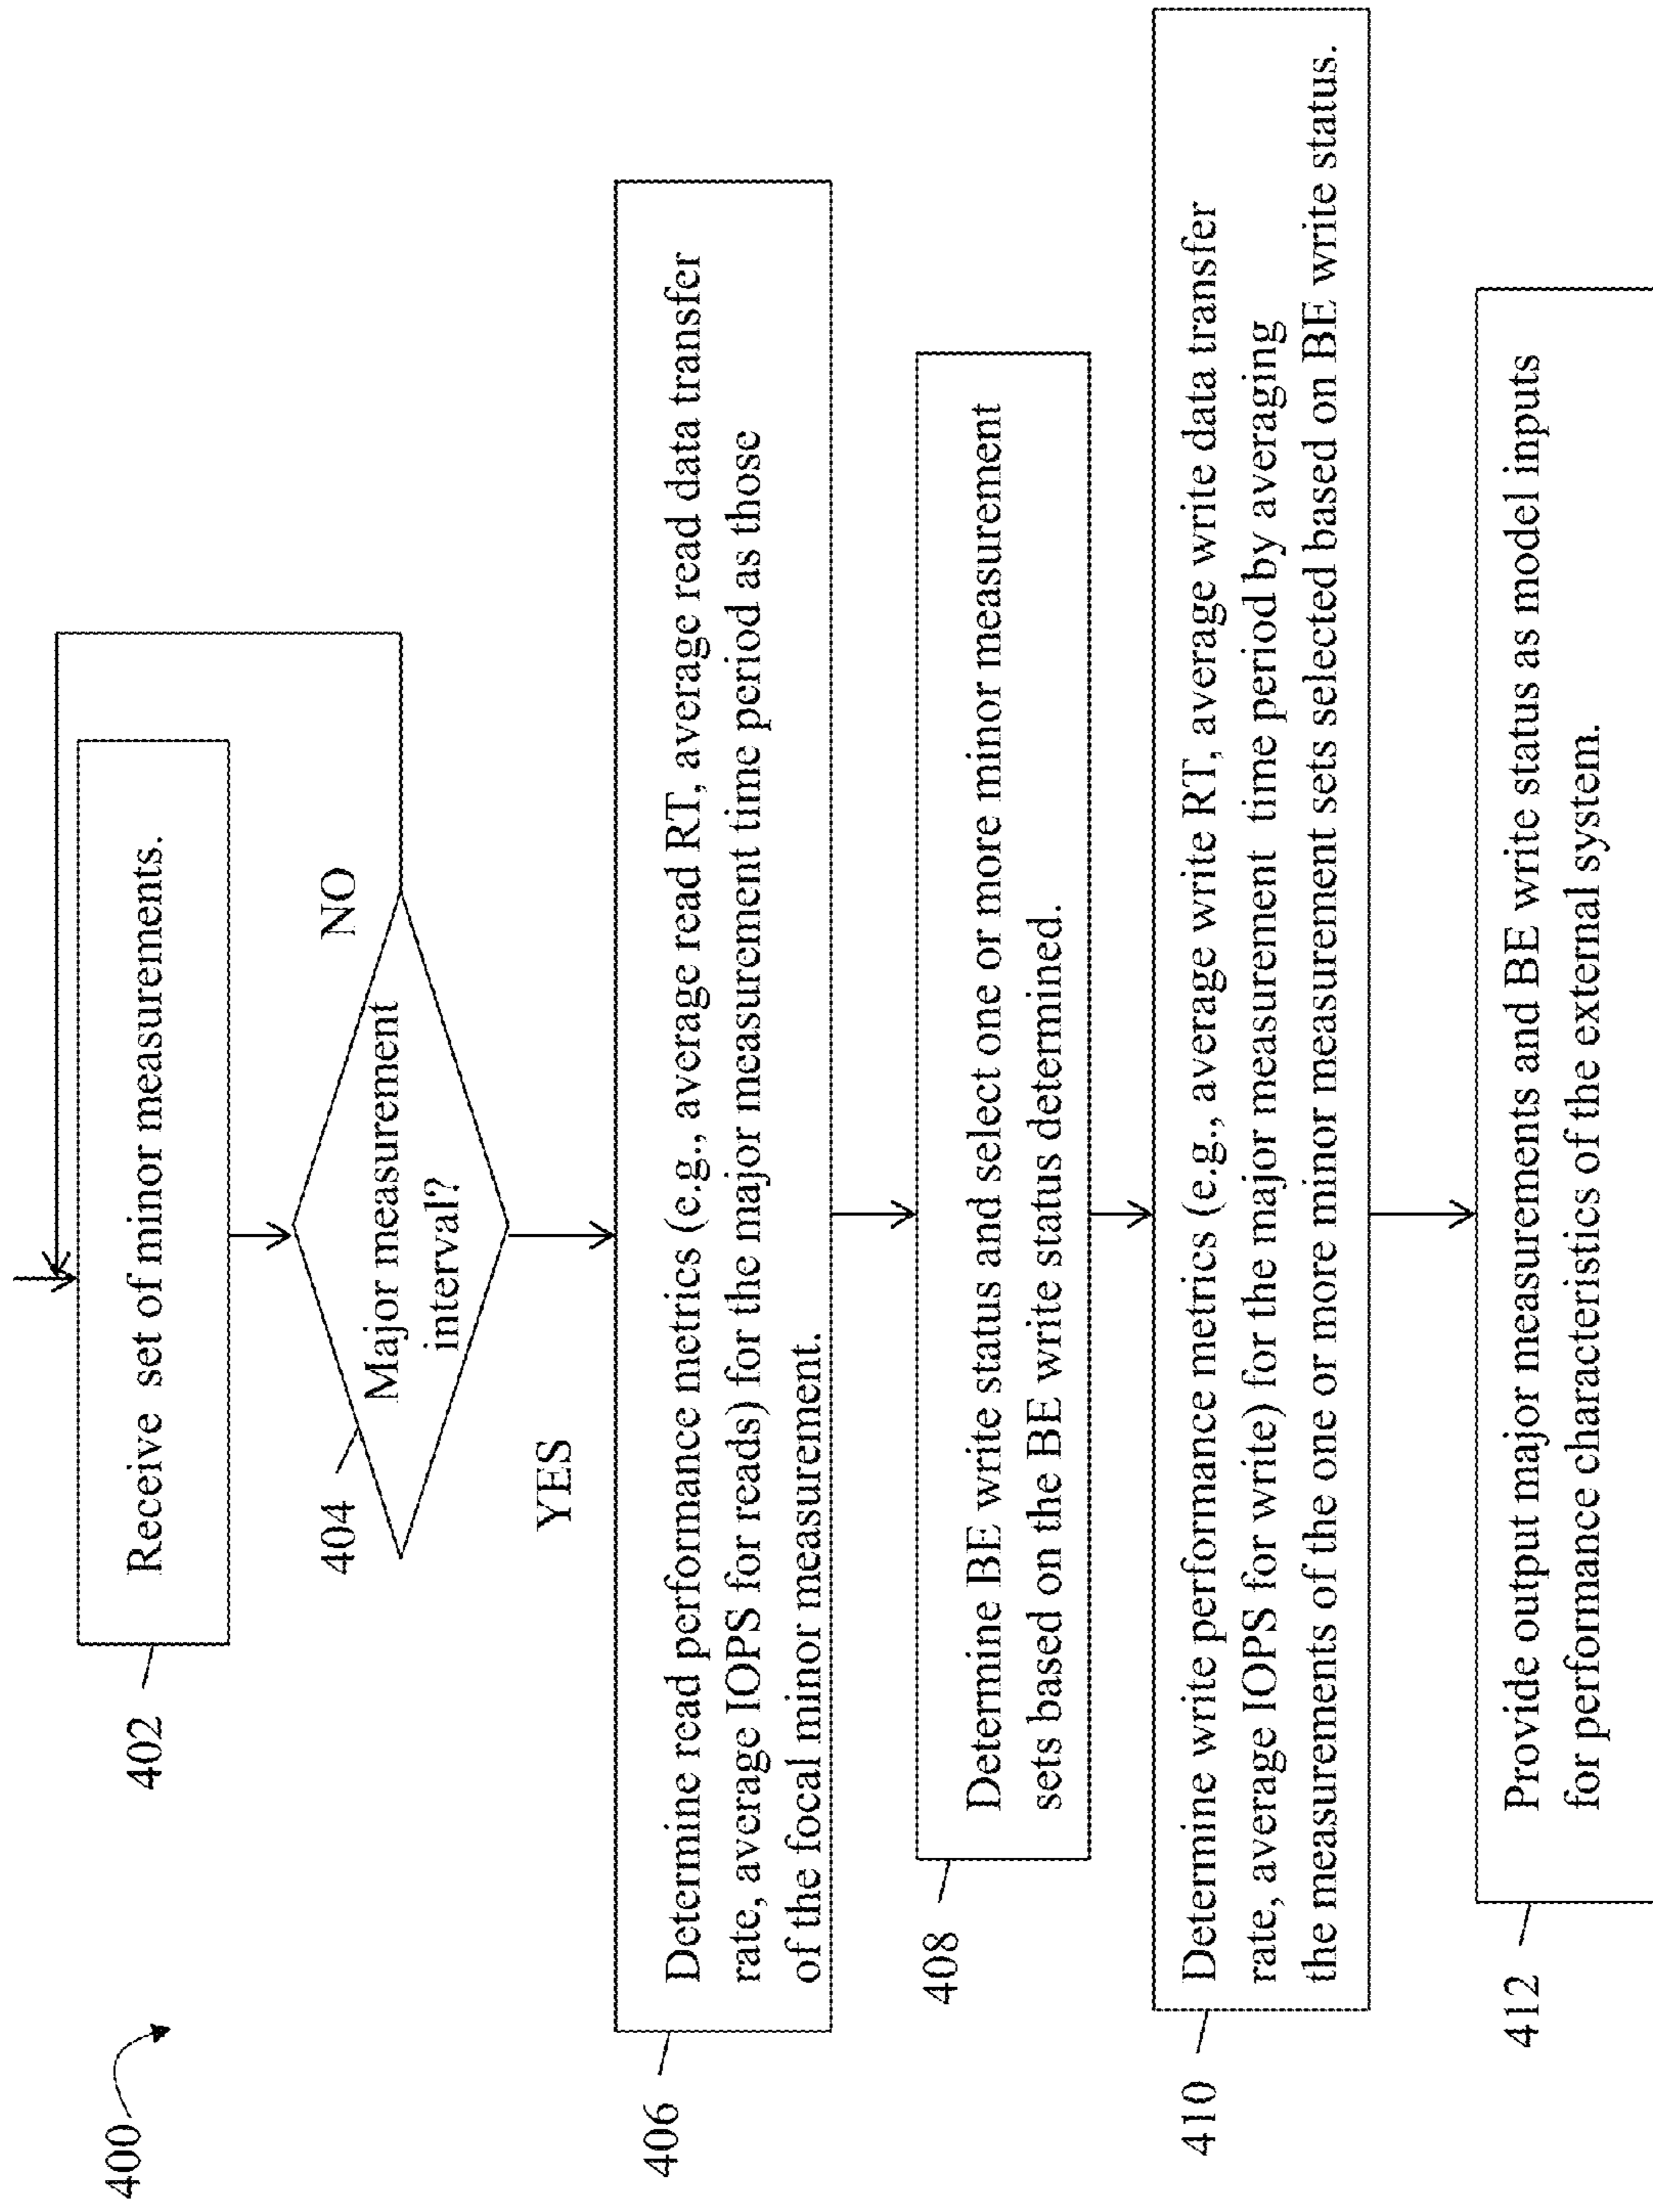 400
402
Receive set of minor measurements.
404
Major measurement
interval?
NO
YES
406
Determine read performance metrics (e.g., average read RT, average read data transfer
rate, average IOPS for reads) for the major measurement time period as those
of the focal minor measurement.
408
Determine BE write status and select one or more minor measurement
sets based on the BE write status determined.
410
Determine write performance metrics (e.g., average write RT, average write data transfer
rate, average IOPS for write) for the major measurement time period by averaging
the measurements of the one or more minor measurement sets selected based on BE write status.
412
Provide output major measurements and BE write status as model inputs
for performance characteristics of the external system.